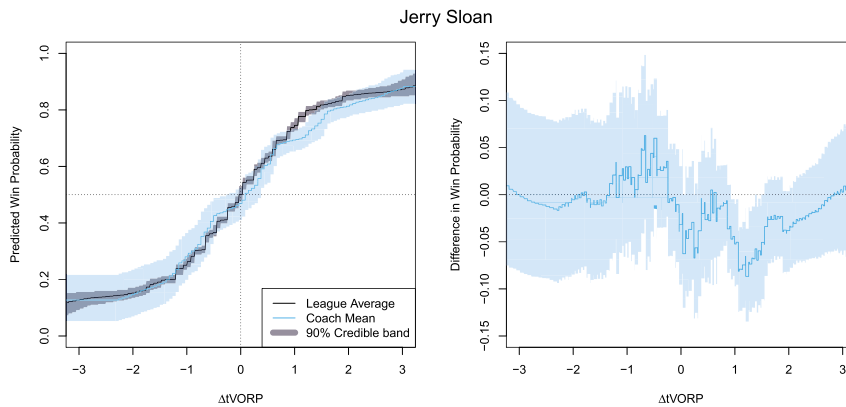 Jerry Sloan
Predicted Win Probability
1.0
0.8
0.6
0.4
0.2
0.0
League Average
Coach Mean
90% Credible band
−3 −2 −1 0 1 2 3
ΔtVORP
Difference in Win Probability
0.15
0.10
0.05
0.00
−0.05
−0.10
−0.15
−3 −2 −1 0 1 2 3
ΔtVORP